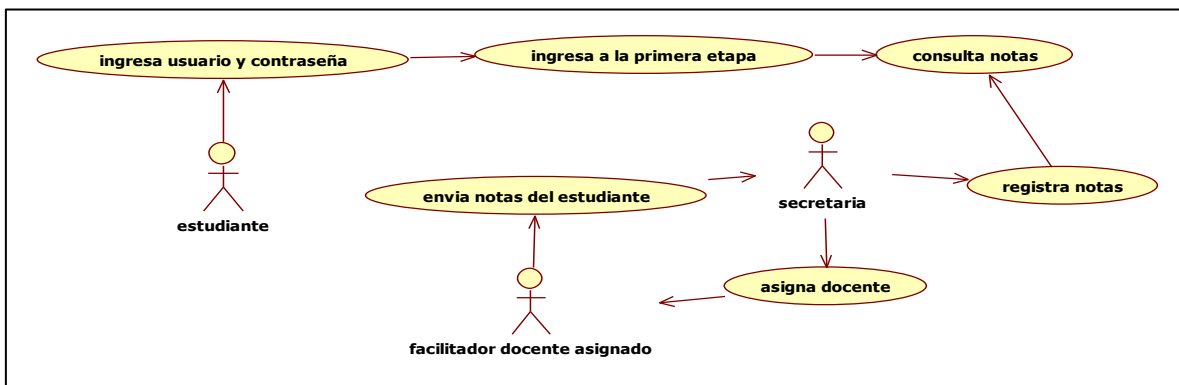 ingresa usuario y contraseña
ingresa a la primera etapa
consulta notas
estudiante
envia notas del estudiante
secretaria
registra notas
asigna docente
facilitador docente asignado